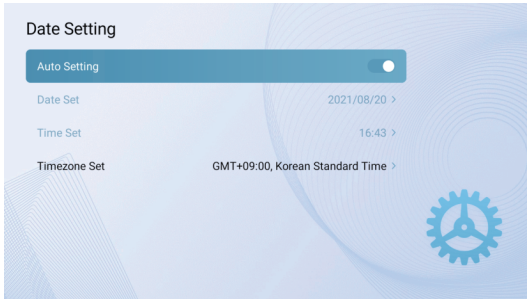 Date Setting
Auto Setting
Date Set 2021/08/20 >
Time Set 16:43 >
Timezone Set GMT+09:00, Korean Standard Time >